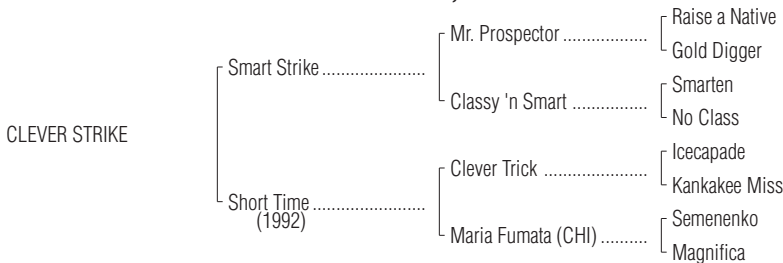 Raise a Native
Mr. Prospector ..................
Gold Digger
Smart Strike ......................
Smarten
Classy 'n Smart ................
No Class
CLEVER STRIKE
Icecapade
Clever Trick ......................
Kankakee Miss
Short Time ........................
(1992)
Semenenko
Maria Fumata (CHI) ..........
Magnifica